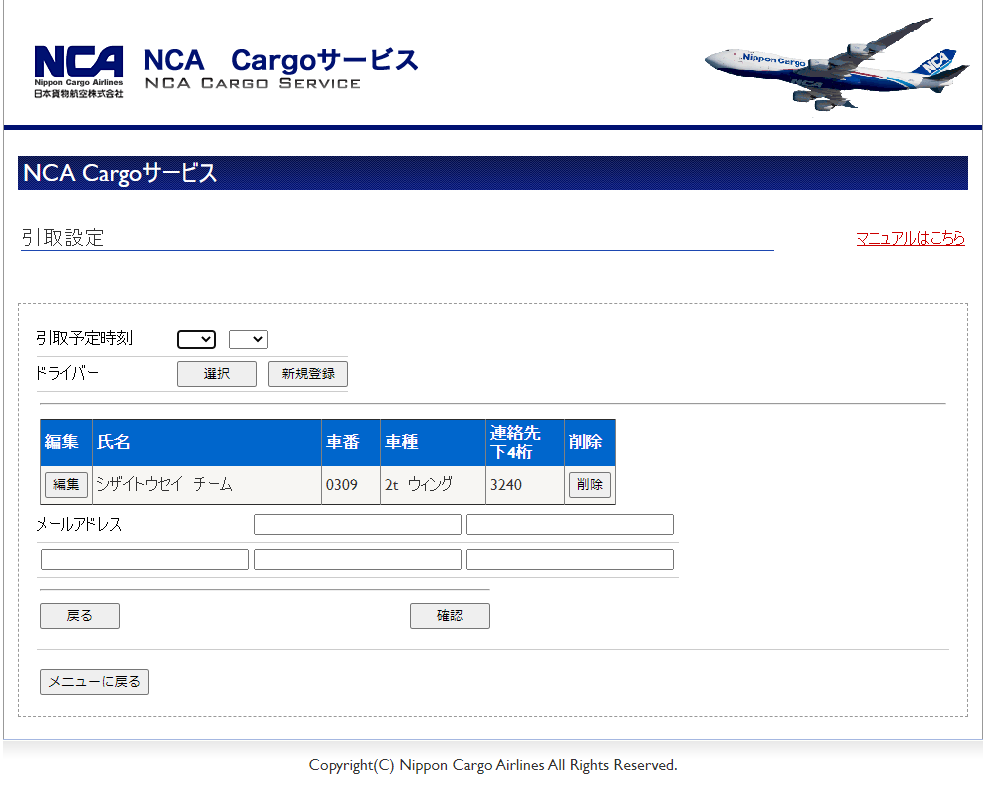 NCA
Nippon Cargo Airlines
日本貨物航空株式会社
NCA Cargoサービス
NCA CARGO SERVICE
Nippon Cargo
NCA
NCA
NCA Cargoサービス
引取設定
マニュアルはこちら
引取予定時刻
ドライバー 選択 新規登録
編集 氏名 車番 車種 連絡先 削除
下4桁
編集 シザイトウセイ チーム 0309 2t ウィング 3240 削除
メールアドレス
戻る 確認
メニューに戻る
Copyright(C) Nippon Cargo Airlines All Rights Reserved.